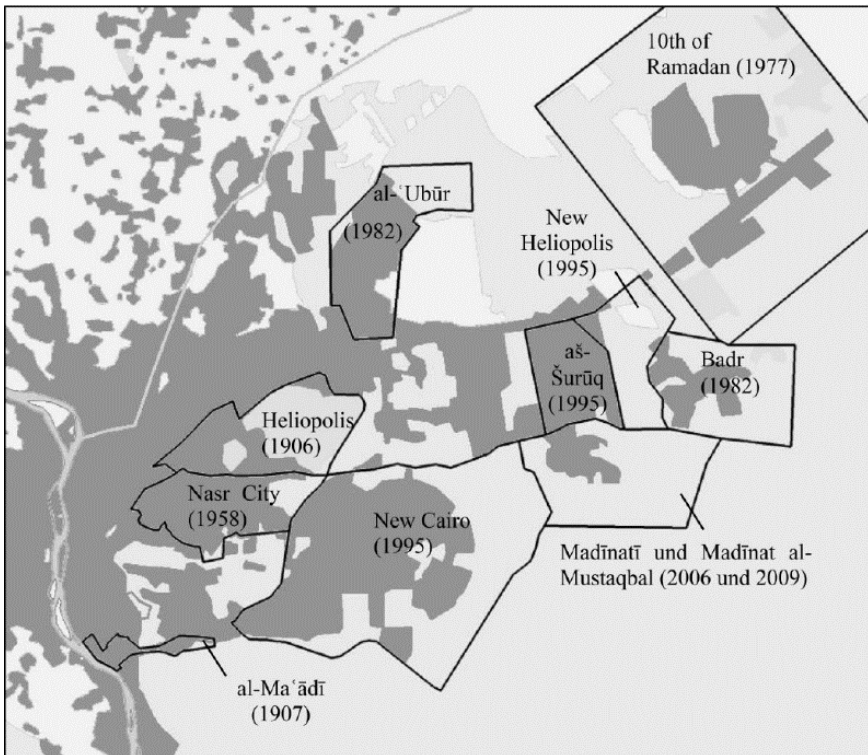 10th of
Ramadan (1977)
al-ʿUbūr
(1982)
New
Heliopolis
(1995)
aš-
Šurūq
(1995)
Badr
(1982)
Heliopolis
(1906)
Nasr City
(1958)
New Cairo
(1995)
Madīnatī und Madīnat al-
Mustaqbal (2006 und 2009)
al-Maʿādī
(1907)